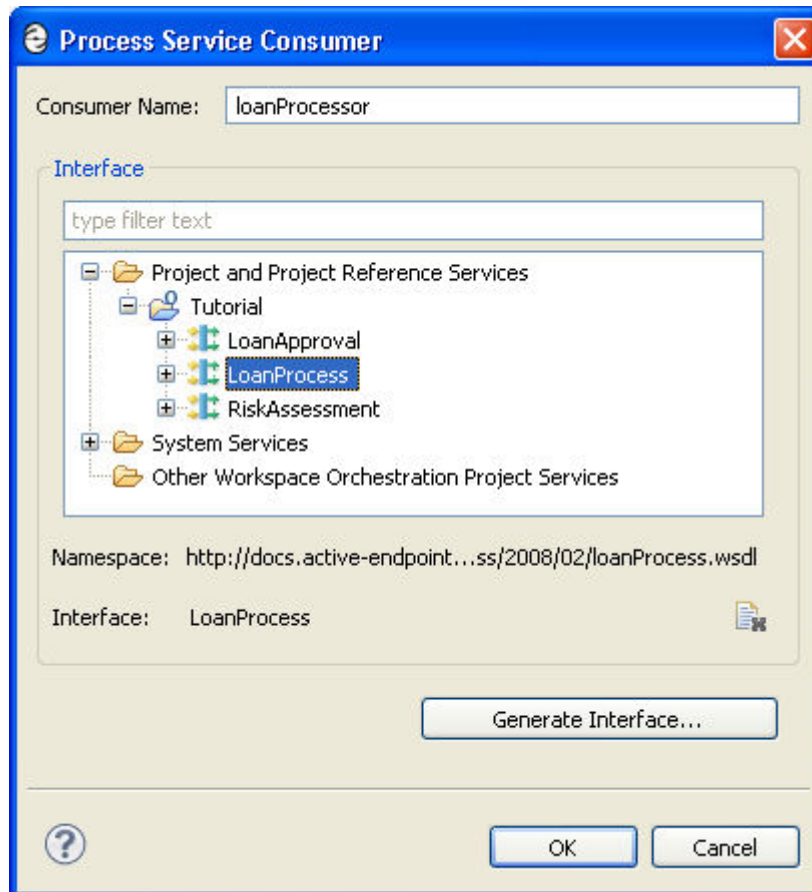 Process Service Consumer
Consumer Name: loanProcessor
Interface
type filter text
Project and Project Reference Services
Tutorial
LoanApproval
LoanProcess
RiskAssessment
System Services
Other Workspace Orchestration Project Services
Namespace: http://docs.active-endpoint...ss/2008/02/loanProcess.wsdl
Interface: LoanProcess
Generate Interface...
? OK Cancel